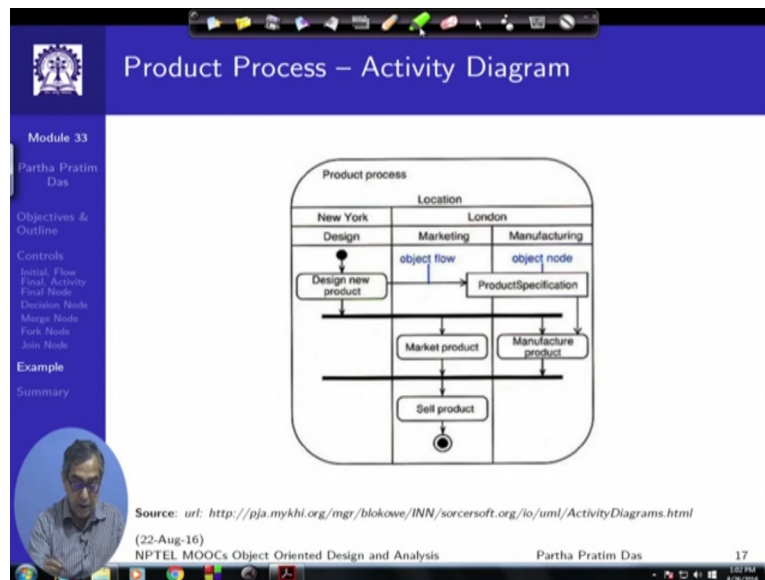 Product Process – Activity Diagram
Module 33
Partha Pratim
Das
Objectives &
Outline
Controls
Initial, Flow
Final, Activity
Final Node
Decision Node
Merge Node
Fork Node
Join Node
Example
Summary
Product process
Location
New York
London
Design
Marketing
Manufacturing
object flow
object node
Design new
product
ProductSpecification
Market product
Manufacture
product
Sell product
Source: url: http://pja.mykhi.org/mgr/blokowe/INN/sorcersoft.org/io/uml/ActivityDiagrams.html
(22-Aug-16)
NPTEL MOOCs Object Oriented Design and Analysis Partha Pratim Das 17
1:02 PM